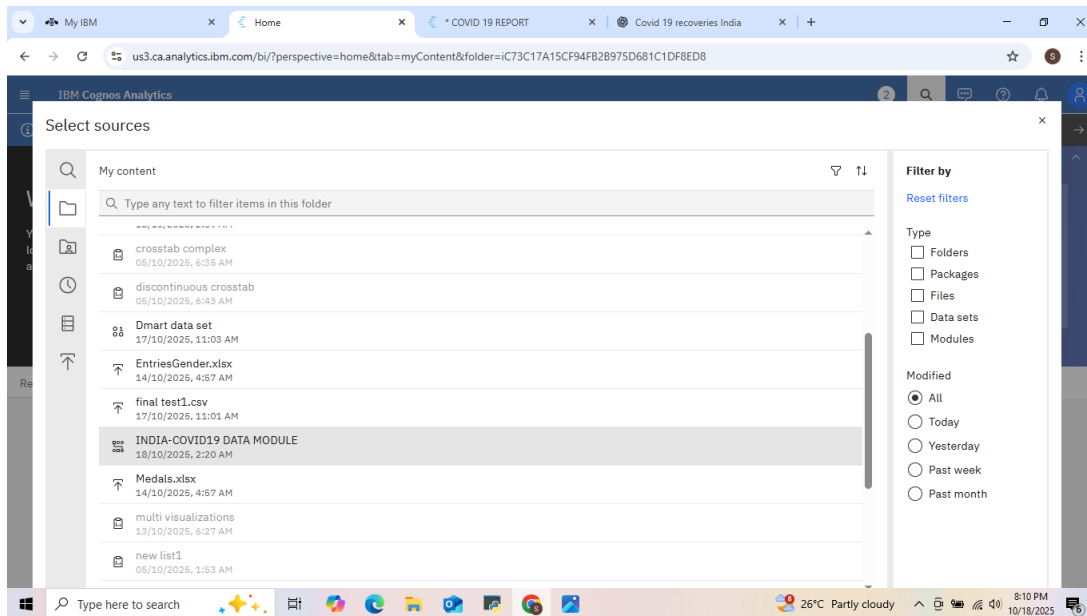 My IBM
Home
* COVID 19 REPORT
Covid 19 recoveries India
us3.ca.analytics.ibm.com/bi/?perspective=home&tab=myContent&folder=iC73C17A15CF94FB2B975D681C1DF8ED8
S
IBM Cognos Analytics
2
Select sources
My content
Type any text to filter items in this folder
crosstab complex
05/10/2025, 6:35 AM
discontinuous crosstab
05/10/2025, 6:43 AM
Dmart data set
17/10/2025, 11:03 AM
EntriesGender.xlsx
14/10/2025, 4:57 AM
final test1.csv
17/10/2025, 11:01 AM
INDIA-COVID19 DATA MODULE
18/10/2025, 2:20 AM
Medals.xlsx
14/10/2025, 4:57 AM
multi visualizations
13/10/2025, 6:27 AM
new list1
05/10/2025, 1:53 AM
Filter by
Reset filters
Type
Folders
Packages
Files
Data sets
Modules
Modified
All
Today
Yesterday
Past week
Past month
Re
Type here to search
26°C Partly cloudy
8:10 PM
10/18/2025